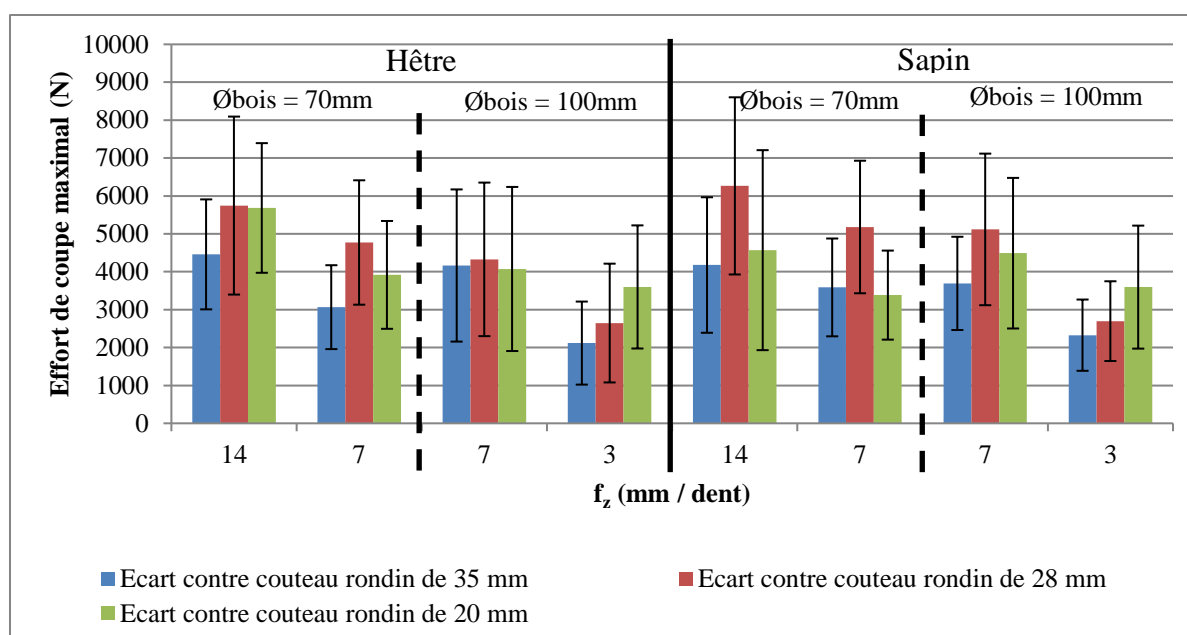 Effort de coupe maximal (N)
10000
9000
8000
7000
6000
5000
4000
3000
2000
1000
0
Hêtre
Sapin
Øbois = 70mm
Øbois = 100mm
Øbois = 70mm
Øbois = 100mm
14 7 7 3 14 7 7 3
fz (mm / dent)
Ecart contre couteau rondin de 35 mm
Ecart contre couteau rondin de 28 mm
Ecart contre couteau rondin de 20 mm